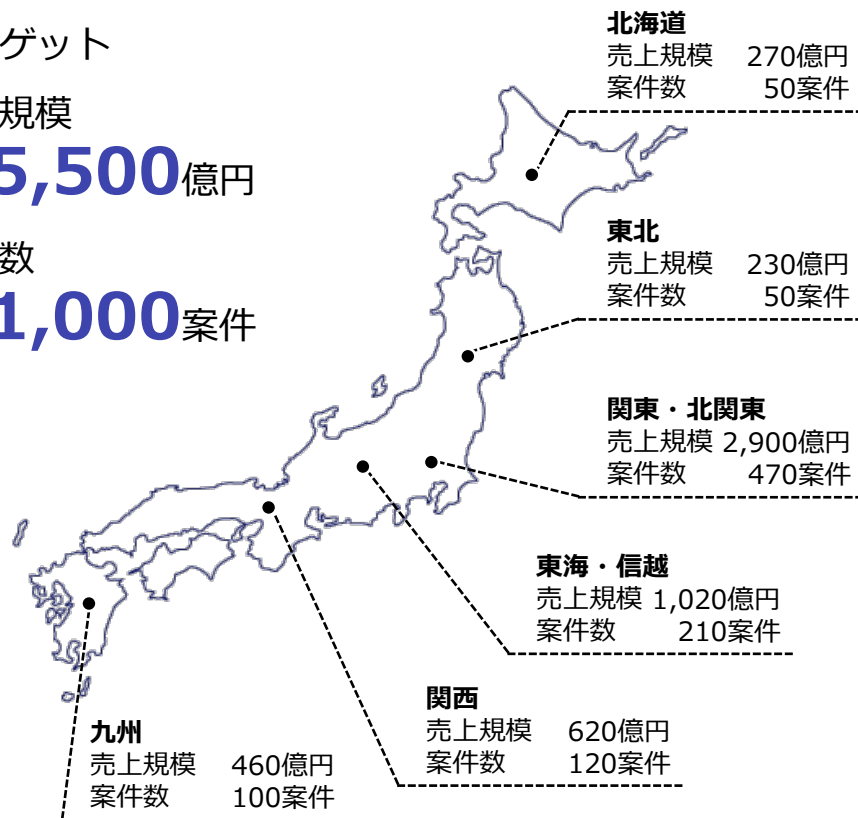 ゲット
規模
5,500億円
数
1,000案件
北海道
売上規模 270億円
案件数 50案件
東北
売上規模 230億円
案件数 50案件
関東・北関東
売上規模 2,900億円
案件数 470案件
東海・信越
売上規模 1,020億円
案件数 210案件
関西
売上規模 620億円
案件数 120案件
九州
売上規模 460億円
案件数 100案件